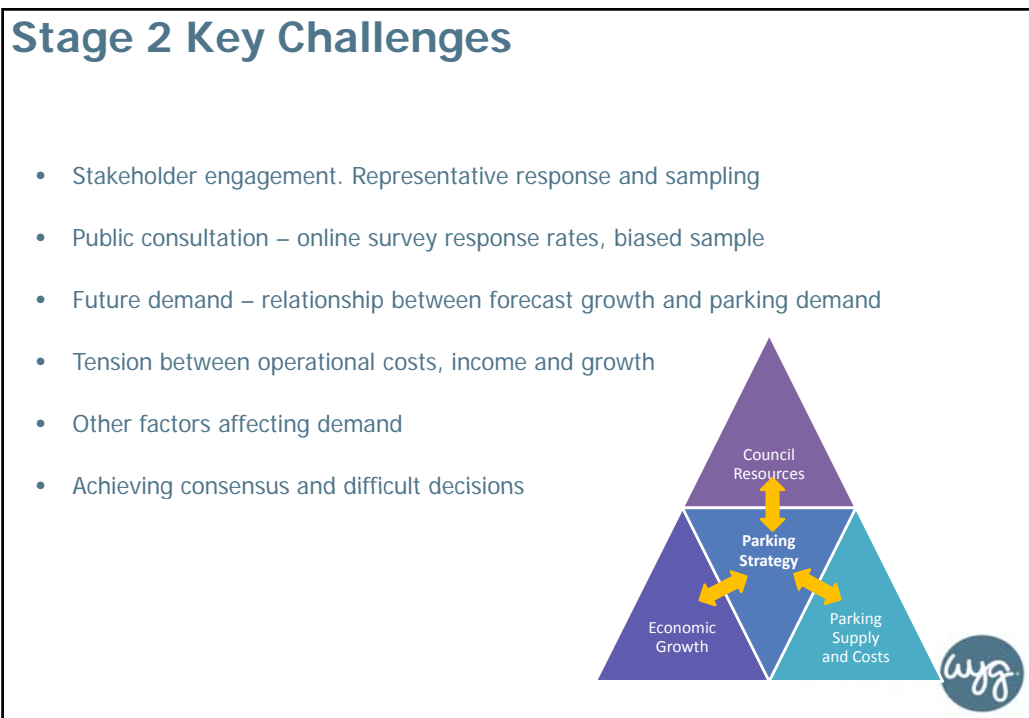 Stage 2 Key Challenges
• Stakeholder engagement. Representative response and sampling
• Public consultation – online survey response rates, biased sample
• Future demand – relationship between forecast growth and parking demand
• Tension between operational costs, income and growth
• Other factors affecting demand
• Achieving consensus and difficult decisions
Council
Resources
Parking
Strategy
Economic
Growth
Parking
Supply
and Costs
wyg